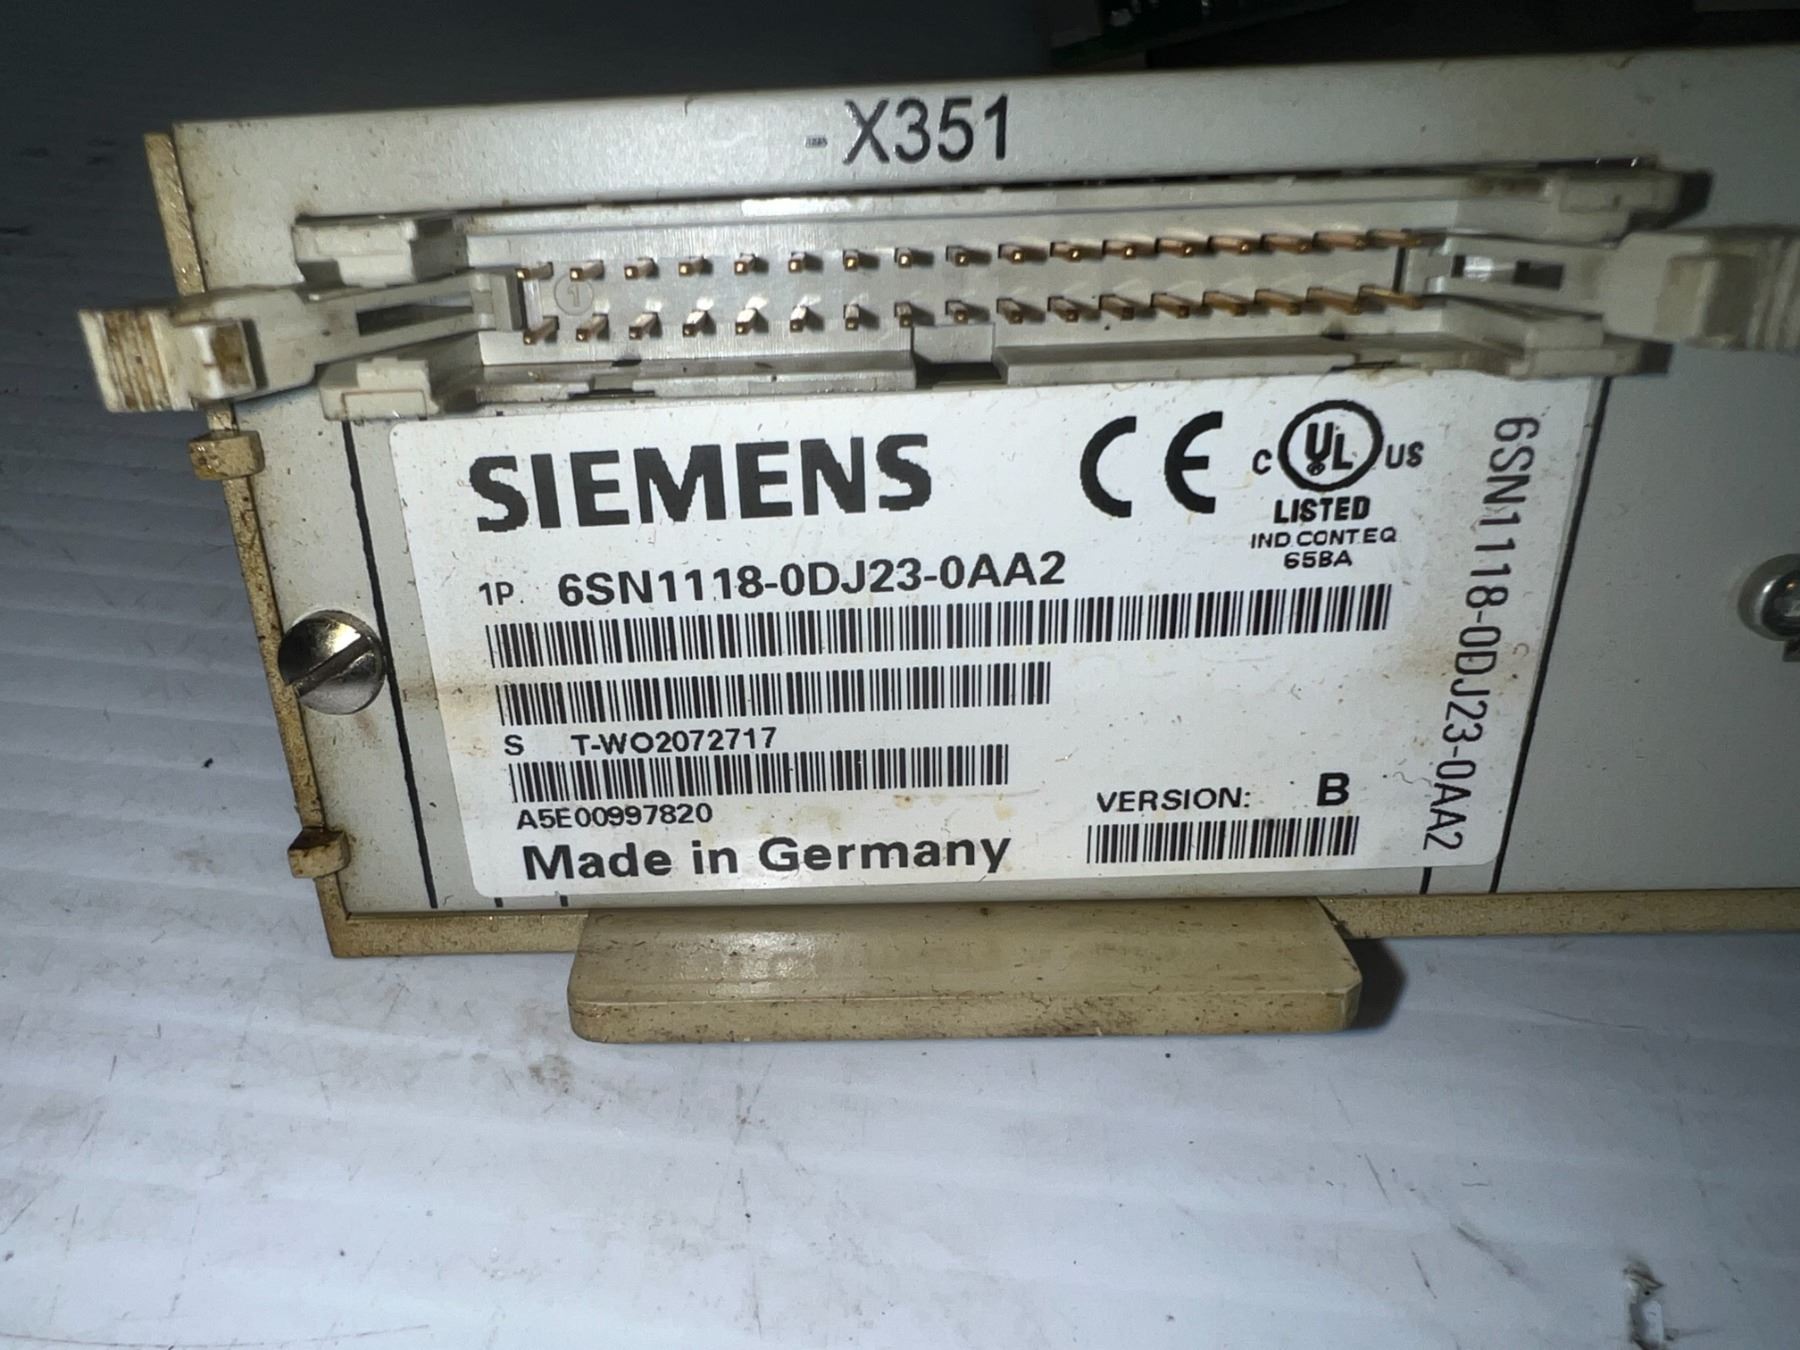 X351
1
SIEMENS
CE
C UL US
LISTED
IND.CONT.EQ
65BA
1P. 6SN1118-0DJ23-0AA2
S T-WO2072717
A5E00997820
VERSION: B
Made in Germany
6SN1118-0DJ23-0AA2